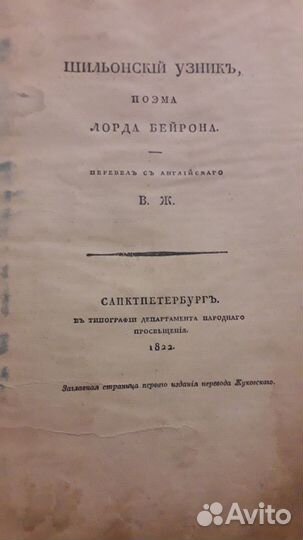 ШИЛЬОНСКІЙ УЗНИКЪ,
ПОЭМА
ЛОРДА БЕЙРОНА.
ПЕРЕВЕЛЪ СЪ АНГЛІЙСКАГО
В. Ж.
САНКТПЕТЕРБУРГЪ.
ВЪ ТИПОГРАФІИ ДЕПАРТАМЕНТА НАРОДНАГО
ПРОСВѢЩЕНІЯ.
1822.
Заглавная страница первого издания перевода Жуковского.
Avito